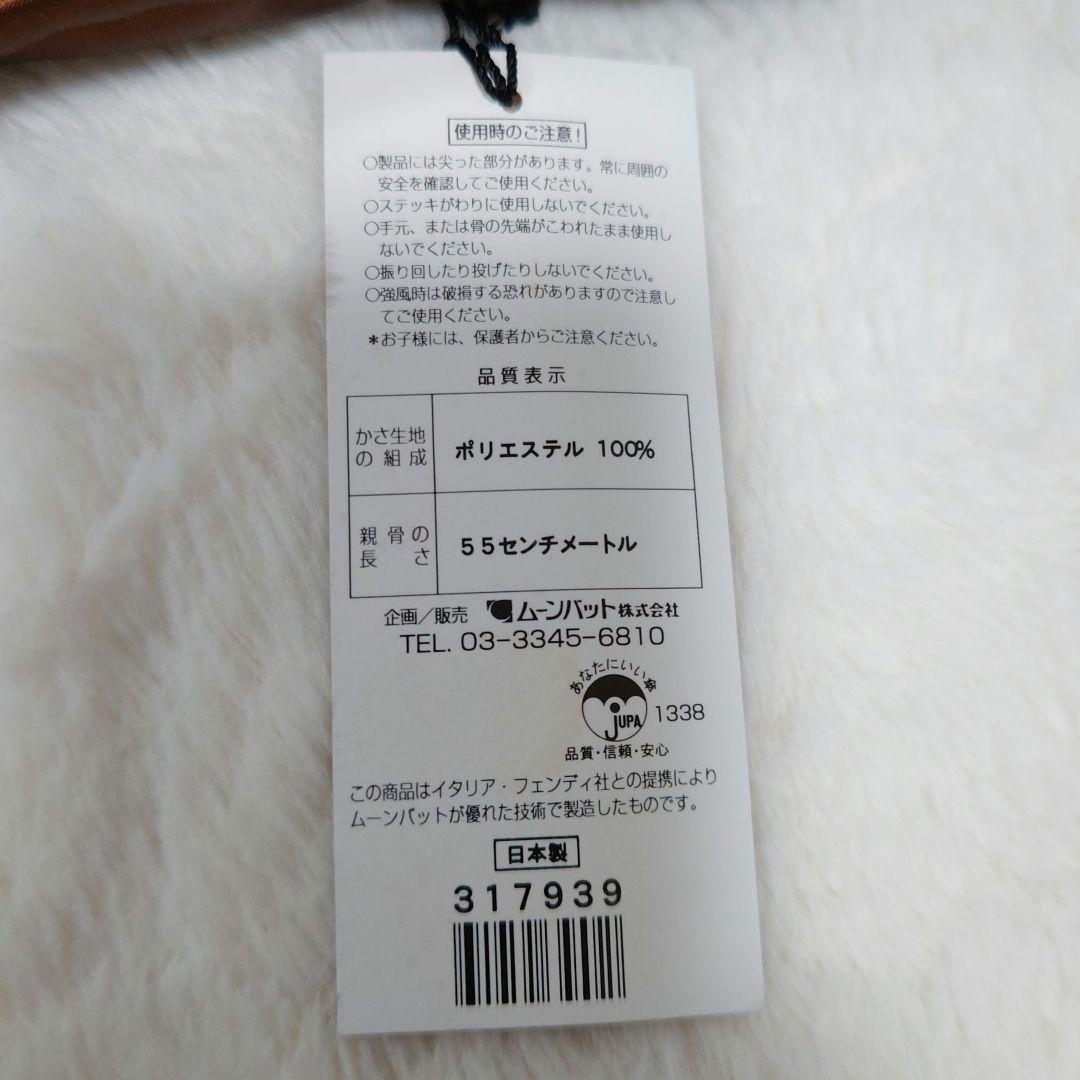 使用時のご注意!
○製品には尖った部分があります。常に周囲の
安全を確認してご使用ください。
○ステッキがわりに使用しないでください。
○手元、または骨の先端がこわれたまま使用し
ないでください。
○振り回したり投げたりしないでください。
○強風時は破損する恐れがありますので注意し
てご使用ください。
*お子様には、保護者からご注意ください。
品質表示
かさ生地
の組成
ポリエステル 100%
親骨の
長さ
55センチメートル
企画/販売 ムーンバット株式会社
TEL. 03-3345-6810
あなたにいい傘
JUPA 1338
品質・信頼・安心
この商品はイタリア・フェンディ社との提携により
ムーンバットが優れた技術で製造したものです。
日本製
317939